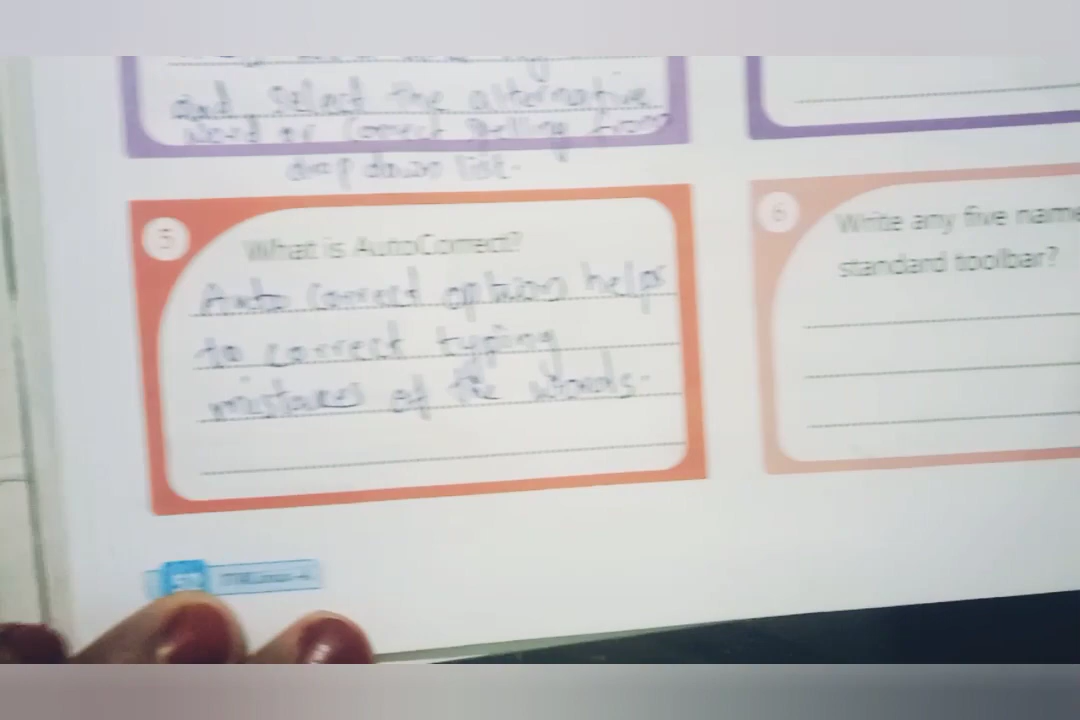 and select the alternative
word or correct spelling from
drop down list.
5
What is AutoCorrect?
Auto correct option helps
to correct typing
mistakes of the words.
6
Write any five name
standard toolbar?